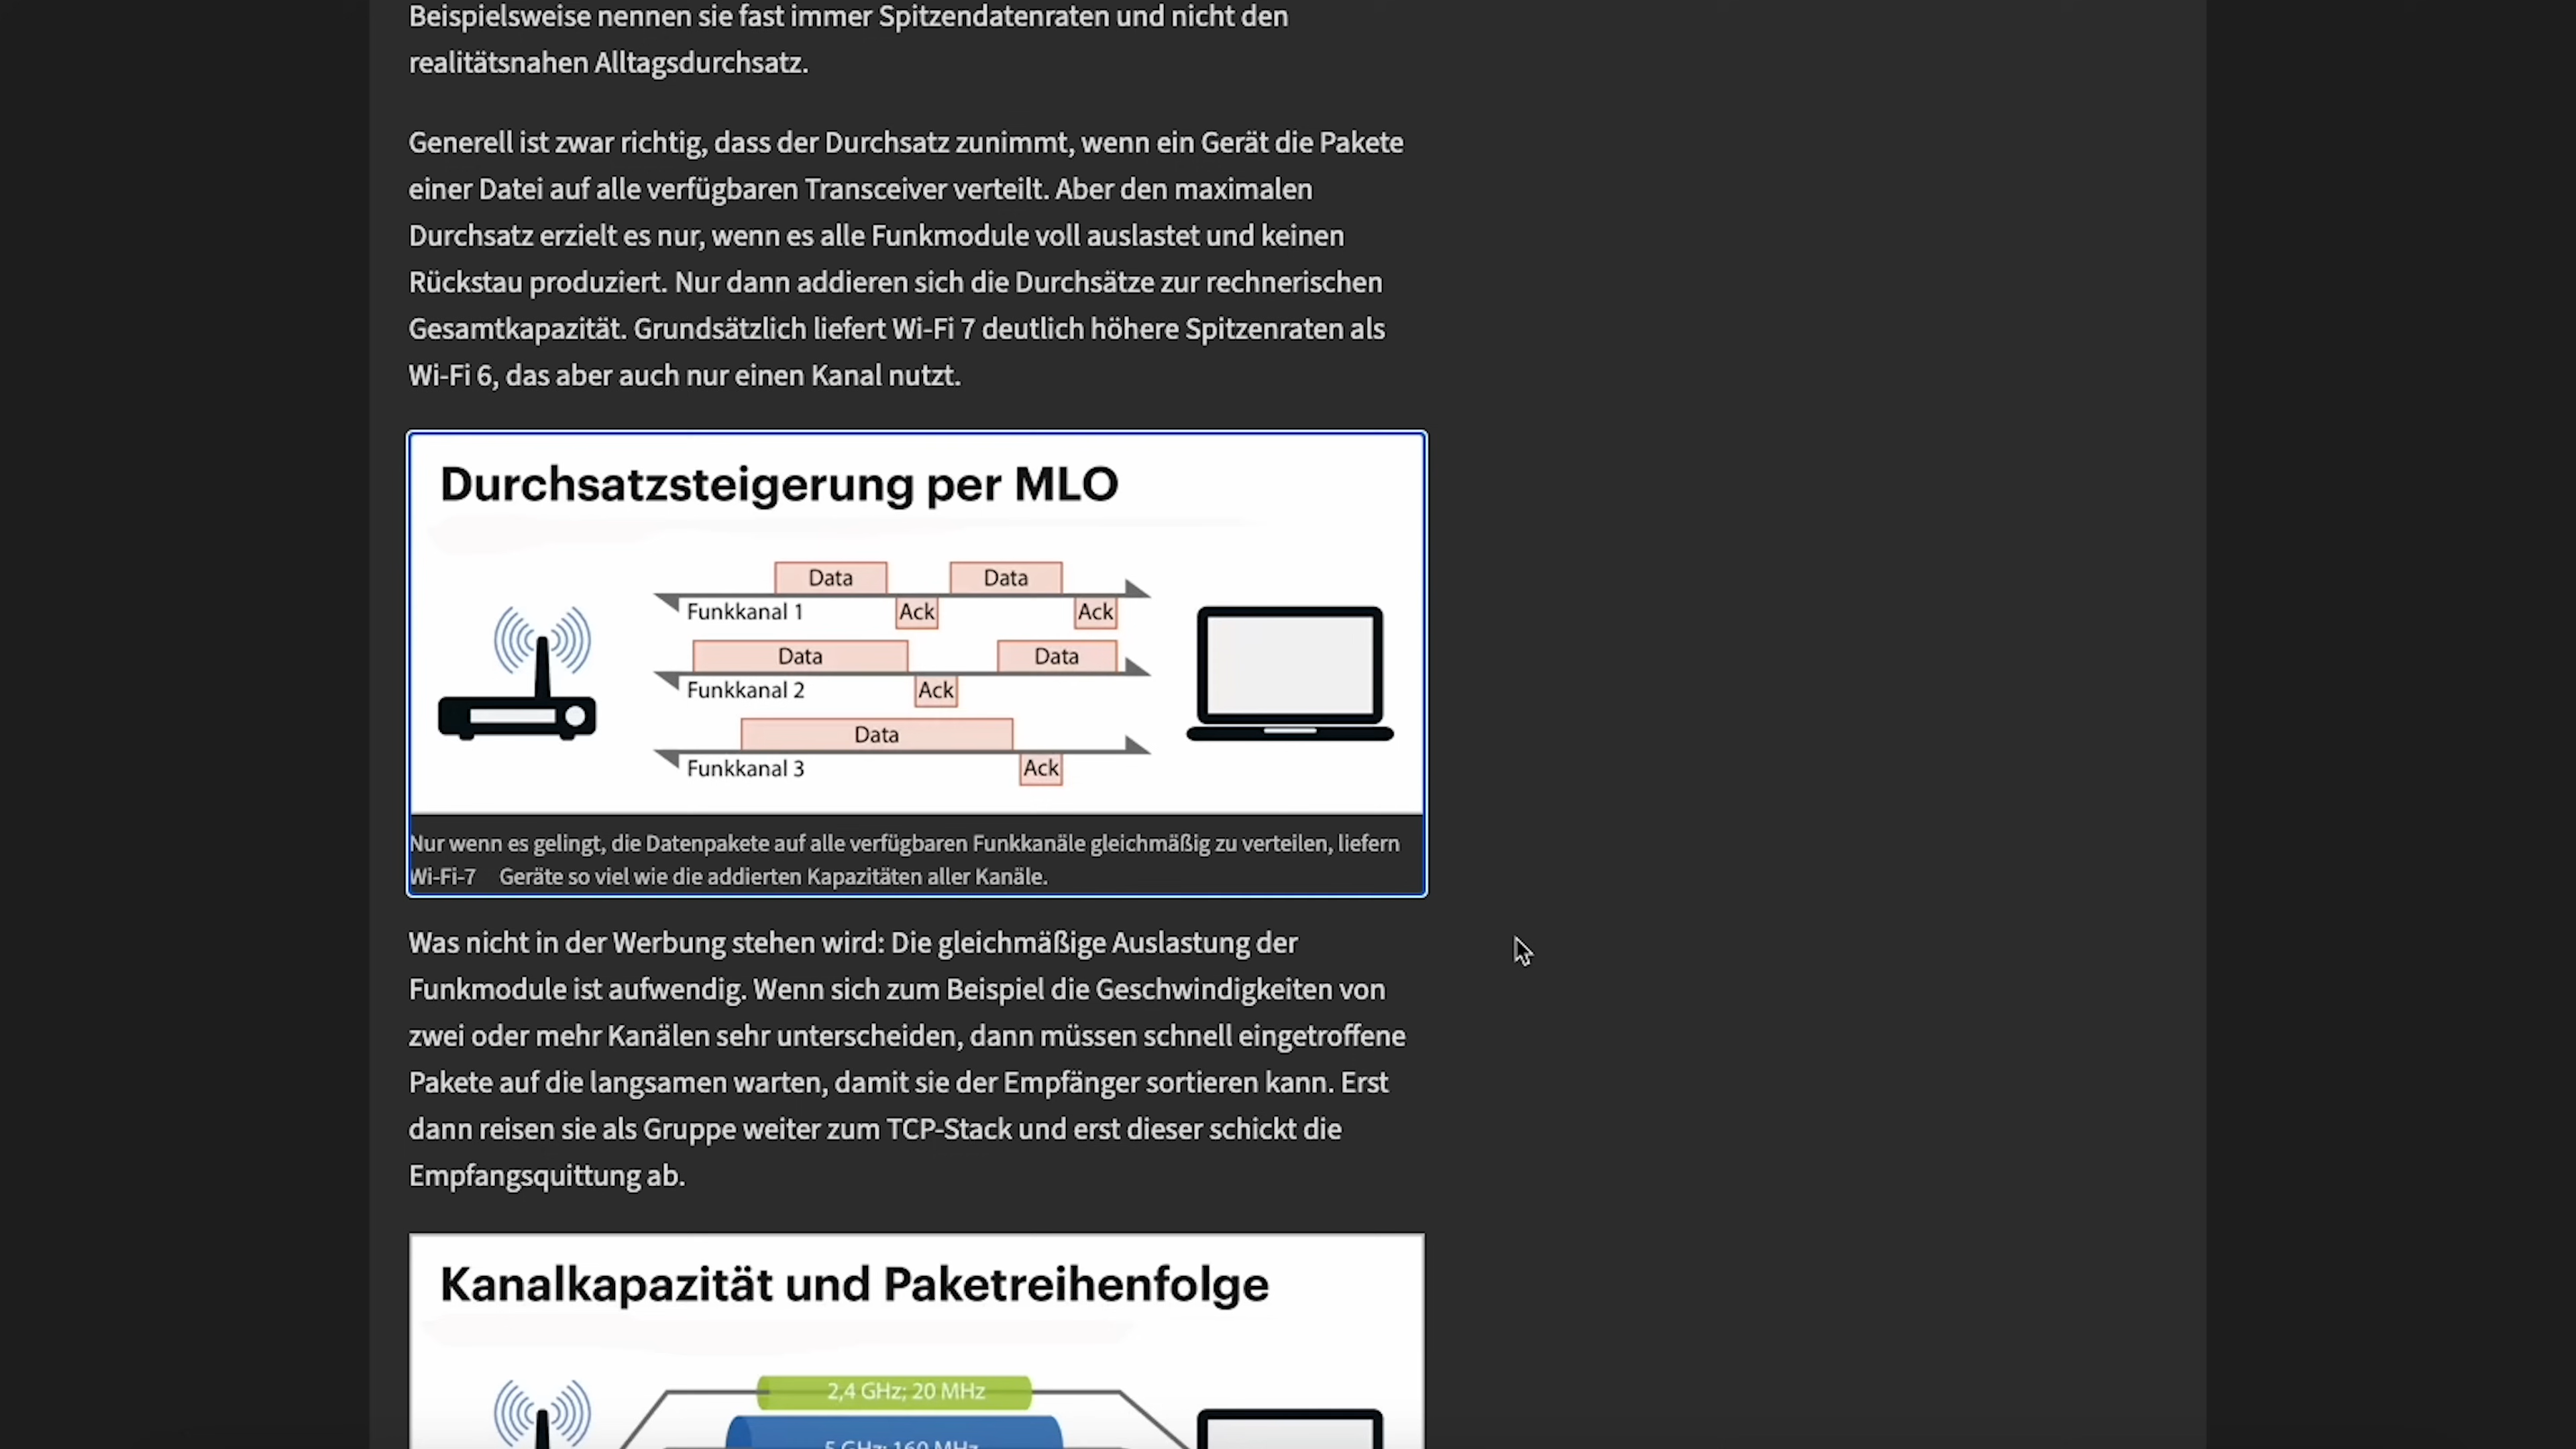 Beispielsweise nennen sie fast immer Spitzendatenraten und nicht den
realitätsnahen Alltagsdurchsatz.
Generell ist zwar richtig, dass der Durchsatz zunimmt, wenn ein Gerät die Pakete
einer Datei auf alle verfügbaren Transceiver verteilt. Aber den maximalen
Durchsatz erzielt es nur, wenn es alle Funkmodule voll auslastet und keinen
Rückstau produziert. Nur dann addieren sich die Durchsätze zur rechnerischen
Gesamtkapazität. Grundsätzlich liefert Wi-Fi 7 deutlich höhere Spitzenraten als
Wi-Fi 6, das aber auch nur einen Kanal nutzt.
Durchsatzsteigerung per MLO
Data Data
Funkkanal 1 Ack Ack
Data Data
Funkkanal 2 Ack
Data
Funkkanal 3 Ack
Nur wenn es gelingt, die Datenpakete auf alle verfügbaren Funkkanäle gleichmäßig zu verteilen, liefern
Wi-Fi-7 Geräte so viel wie die addierten Kapazitäten aller Kanäle.
Was nicht in der Werbung stehen wird: Die gleichmäßige Auslastung der
Funkmodule ist aufwendig. Wenn sich zum Beispiel die Geschwindigkeiten von
zwei oder mehr Kanälen sehr unterscheiden, dann müssen schnell eingetroffene
Pakete auf die langsamen warten, damit sie der Empfänger sortieren kann. Erst
dann reisen sie als Gruppe weiter zum TCP-Stack und erst dieser schickt die
Empfangsquittung ab.
Kanalkapazität und Paketreihenfolge
2,4 GHz; 20 MHz
5 GHz; 160 MHz